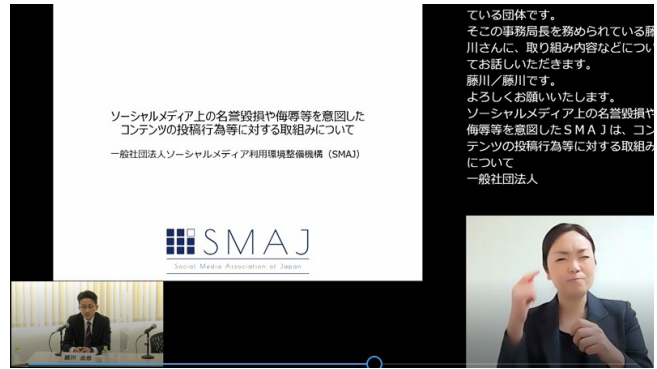 ソーシャルメディア上の名誉毀損や侮辱等を意図した
コンテンツの投稿行為等に対する取組みについて
一般社団法人ソーシャルメディア利用環境整備機構（SMAJ）
SMAJ
Social Media Association of Japan
ている団体です。
そこの事務局長を務められている藤
川さんに、取り組み内容などについ
てお話しいただきます。
藤川／藤川です。
よろしくお願いいたします。
ソーシャルメディア上の名誉毀損や
侮辱等を意図したＳＭＡＪは、コン
テンツの投稿行為等に対する取組み
について
一般社団法人